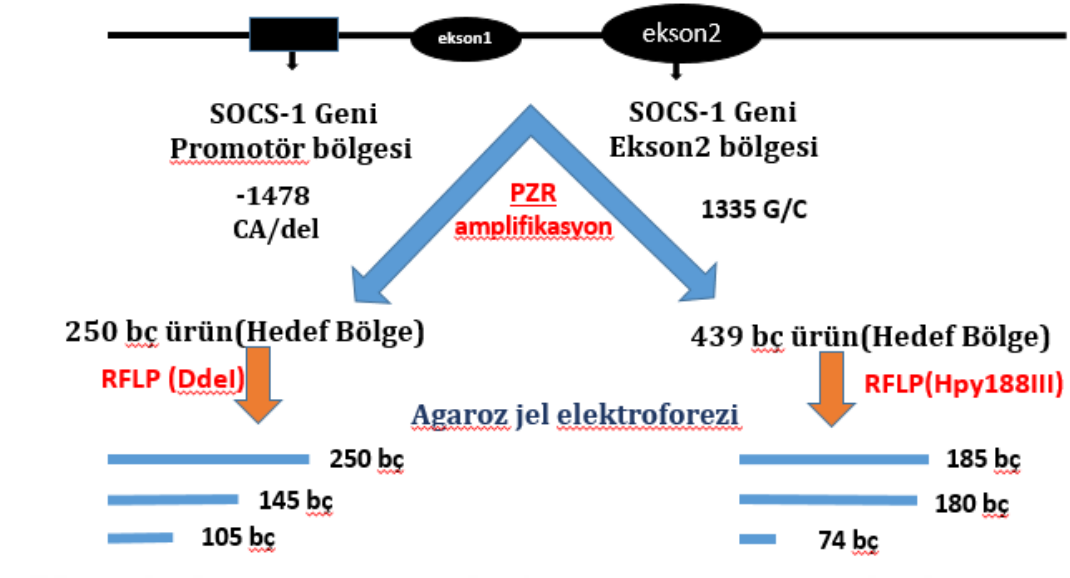 ekson1
ekson2
SOCS-1 Geni
Promotör bölgesi
-1478
CA/del
SOCS-1 Geni
Ekson2 bölgesi
1335 G/C
PZR
amplifikasyon
250 bç ürün(Hedef Bölge)
439 bç ürün(Hedef Bölge)
RFLP (DdeI)
RFLP(Hpy188III)
Agaroz jel elektroforezi
250 bç
145 bç
105 bç
185 bç
180 bç
74 bç